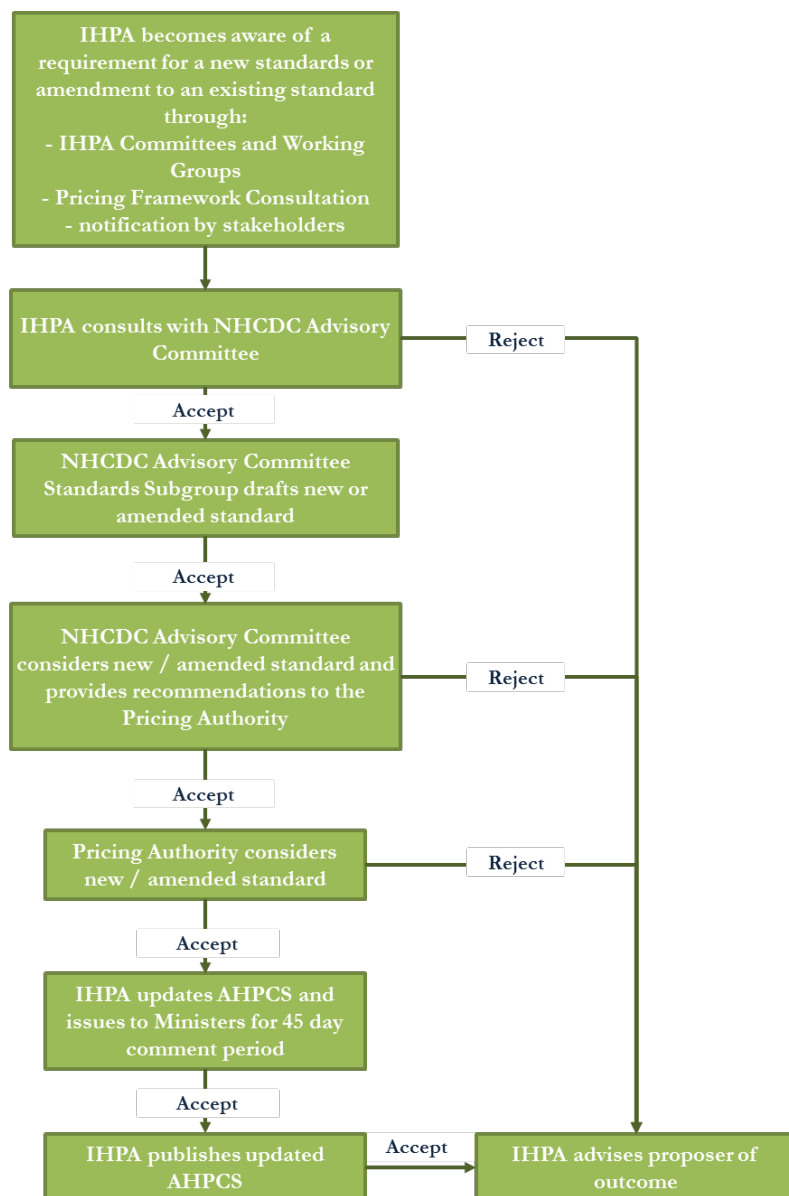 IHPA becomes aware of a
requirement for a new standards or
amendment to an existing standard
through:
- IHPA Committees and Working
Groups
- Pricing Framework Consultation
- notification by stakeholders
IHPA consults with NHCDC Advisory
Committee
Reject
Accept
NHCDC Advisory Committee
Standards Subgroup drafts new or
amended standard
Accept
NHCDC Advisory Committee
considers new / amended standard and
provides recommendations to the
Pricing Authority
Reject
Accept
Pricing Authority considers
new / amended standard
Reject
Accept
IHPA updates AHPCS and
issues to Ministers for 45 day
comment period
Accept
IHPA publishes updated
AHPCS
Accept
IHPA advises proposer of
outcome